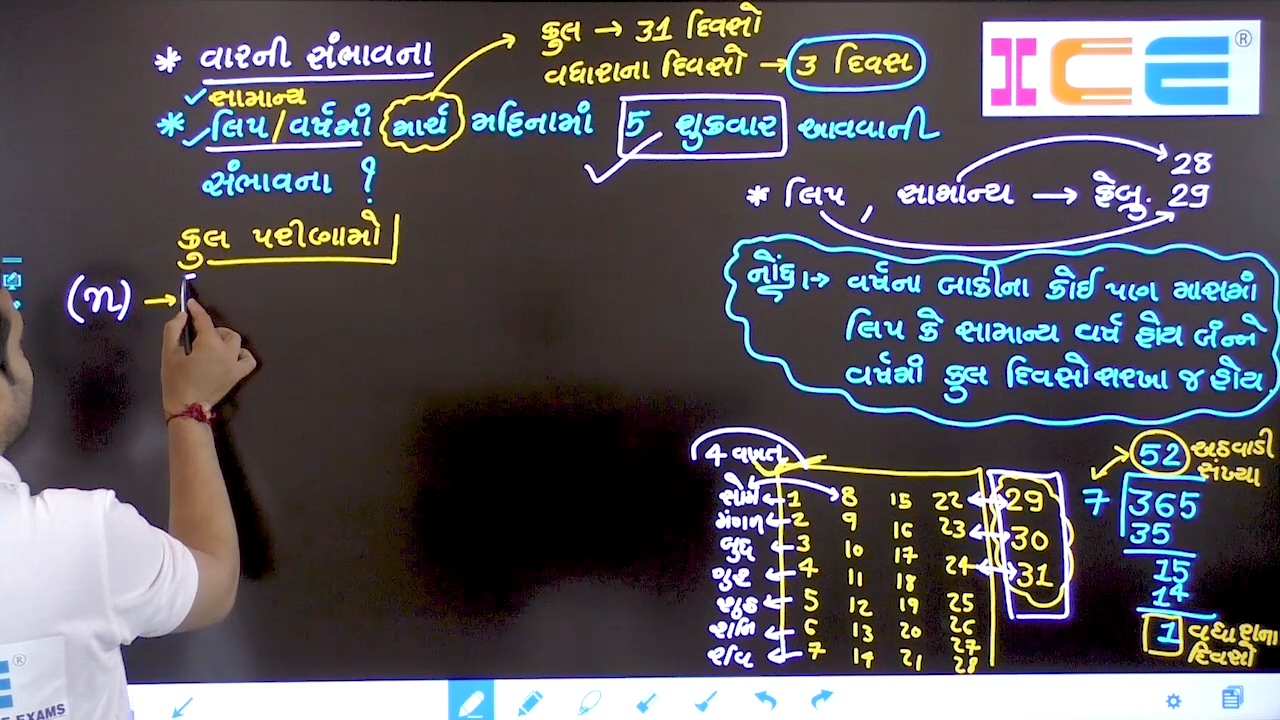 * વારની સંભાવના
કુલ → 31 દિવસો
વધારાના દિવસો → 3 દિવસ
✓ સામાન્ય
* ✓ લિપ / વર્ષમાં માર્ચ મહિનામાં 5 શુક્રવાર આવવાની
સંભાવના ?
ICE®
28
* લિપ , સામાન્ય → ફેબ્રુ. 29
કુલ પરીણામો
(n) →
નોંધ :→ વર્ષના બાકીના કોઈ પણ માસમાં
લિપ કે સામાન્ય વર્ષ હોય બંન્ને
વર્ષમાં કુલ દિવસો સરખા જ હોય
4 વખત
સોમ ← 1 8 15 22 29
મંગળ ← 2 9 16 23 30
બુધ ← 3 10 17 24 31
ગુરુ ← 4 11 18 25
શુક્ર ← 5 12 19 26
શનિ ← 6 13 20 27
રવિ ← 7 14 21 28
52 અઠવાડી
સંખ્યા
7 365
35
15
14
1 વધારાના
દિવસો
E®
EXAMS